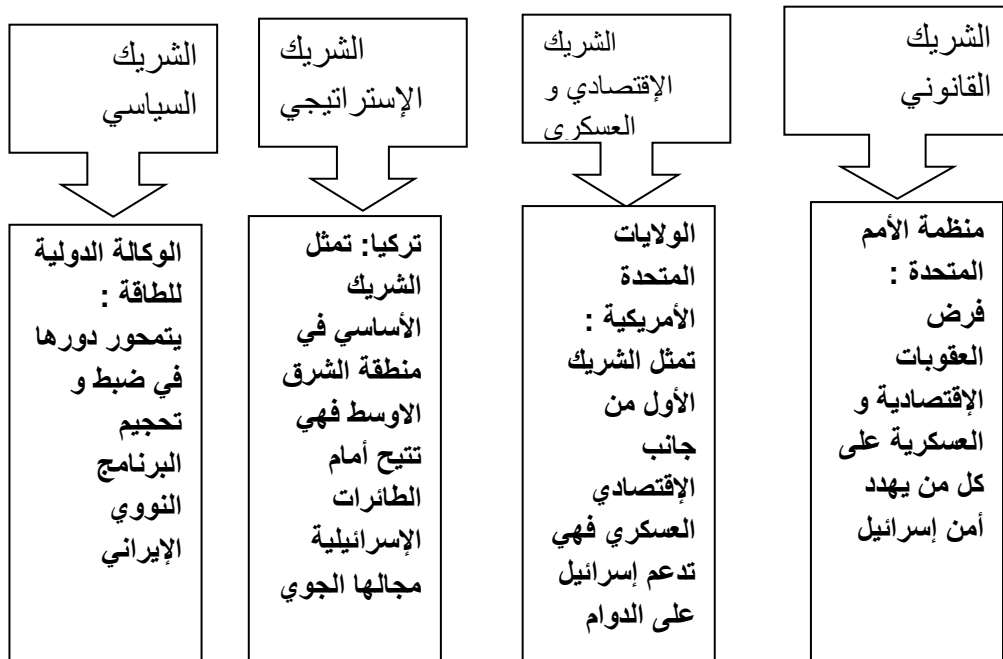 الشريك
القانوني
منظمة الأمم
المتحدة :
فرض
العقوبات
الإقتصادية و
العسكرية على
كل من يهدد
أمن إسرائيل
الشريك
الإقتصادي و
العسكري
الولايات
المتحدة
الأمريكية :
تمثل الشريك
الأول من
جانب
الإقتصادي
العسكري فهي
تدعم إسرائيل
على الدوام
الشريك
الإستراتيجي
تركيا: تمثل
الشريك
الأساسي في
منطقة الشرق
الاوسط فهي
تتيح أمام
الطائرات
الإسرائيلية
مجالها الجوي
الشريك
السياسي
الوكالة الدولية
للطاقة :
يتمحور دورها
في ضبط و
تحجيم
البرنامج
النووي
الإيراني